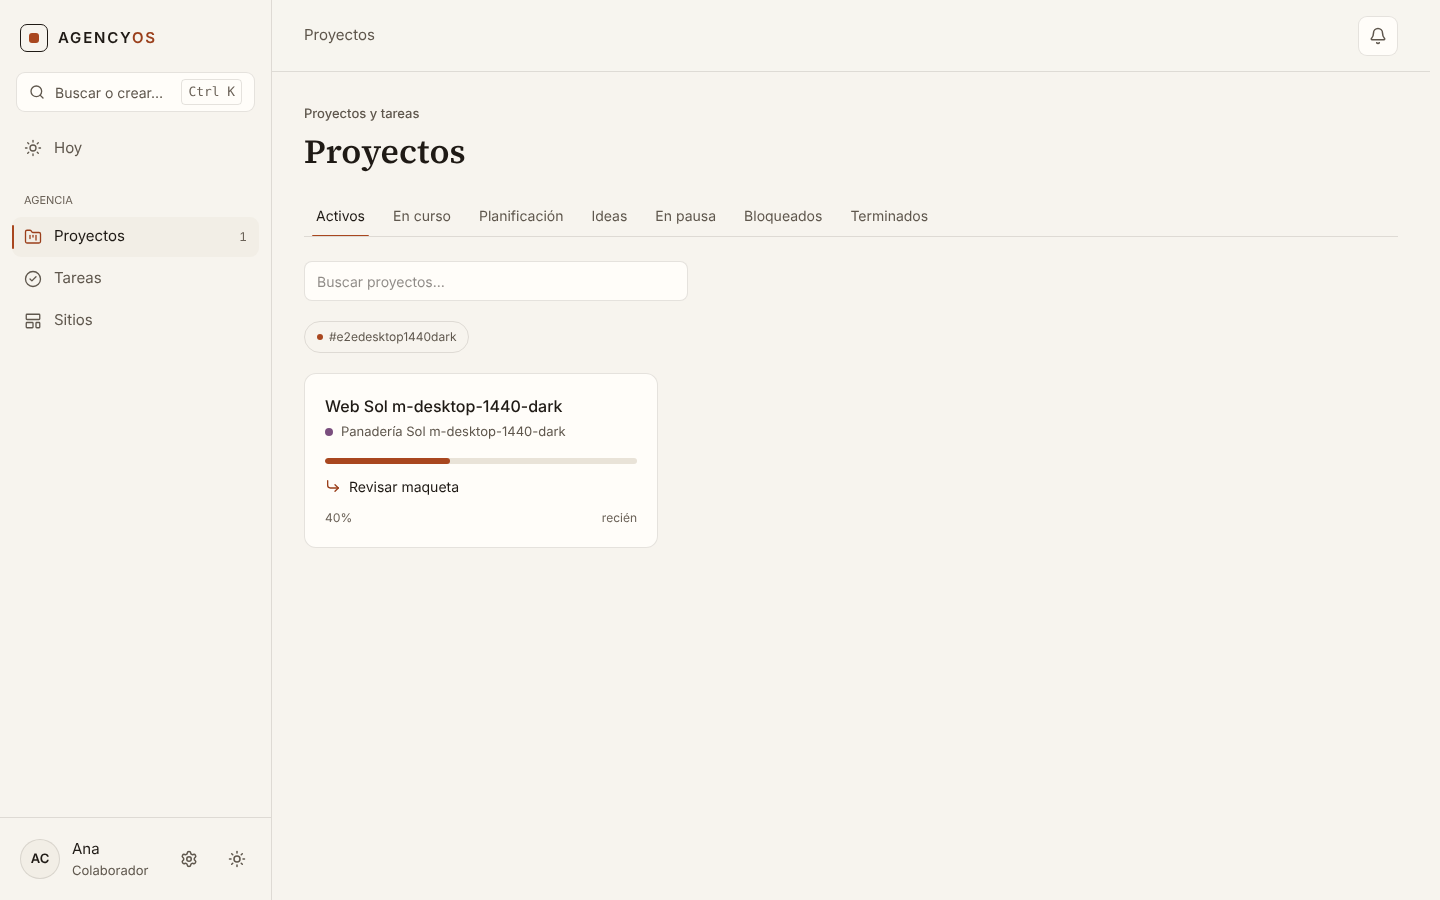 AGENCYOS
Buscar o crear... Ctrl K
Hoy
AGENCIA
Proyectos 1
Tareas
Sitios
AC
Ana
Colaborador
Proyectos
Proyectos y tareas
Proyectos
Activos En curso Planificación Ideas En pausa Bloqueados Terminados
Buscar proyectos...
#e2edesktop1440dark
Web Sol m-desktop-1440-dark
Panadería Sol m-desktop-1440-dark
Revisar maqueta
40% recién